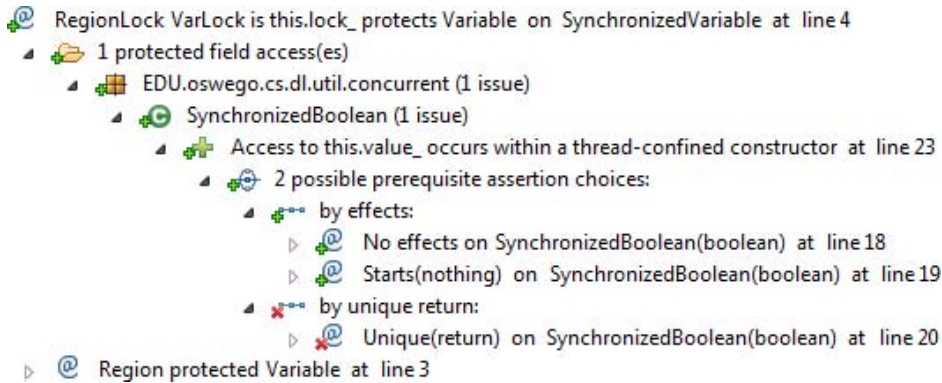 RegionLock VarLock is this.lock_ protects Variable on SynchronizedVariable at line 4
1 protected field access(es)
EDU.oswego.cs.dl.util.concurrent (1 issue)
SynchronizedBoolean (1 issue)
Access to this.value_ occurs within a thread-confined constructor at line 23
2 possible prerequisite assertion choices:
by effects:
No effects on SynchronizedBoolean(boolean) at line 18
Starts(nothing) on SynchronizedBoolean(boolean) at line 19
by unique return:
Unique(return) on SynchronizedBoolean(boolean) at line 20
Region protected Variable at line 3